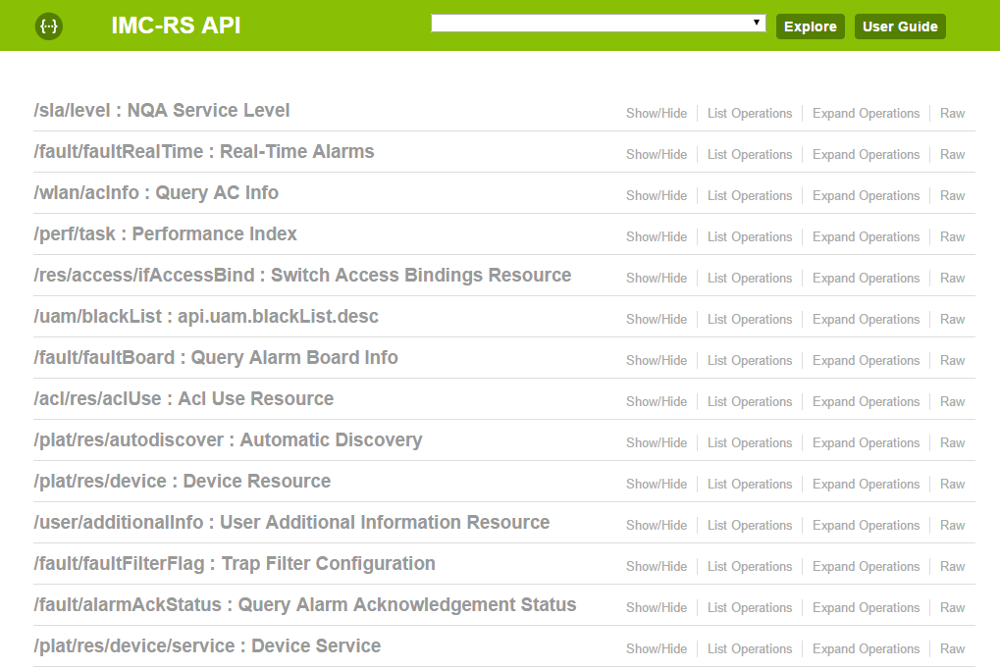 {···} IMC-RS API Explore User Guide
/sla/level : NQA Service Level Show/Hide List Operations Expand Operations Raw
/fault/faultRealTime : Real-Time Alarms Show/Hide List Operations Expand Operations Raw
/wlan/acInfo : Query AC Info Show/Hide List Operations Expand Operations Raw
/perf/task : Performance Index Show/Hide List Operations Expand Operations Raw
/res/access/ifAccessBind : Switch Access Bindings Resource Show/Hide List Operations Expand Operations Raw
/uam/blackList : api.uam.blackList.desc Show/Hide List Operations Expand Operations Raw
/fault/faultBoard : Query Alarm Board Info Show/Hide List Operations Expand Operations Raw
/acl/res/aclUse : Acl Use Resource Show/Hide List Operations Expand Operations Raw
/plat/res/autodiscover : Automatic Discovery Show/Hide List Operations Expand Operations Raw
/plat/res/device : Device Resource Show/Hide List Operations Expand Operations Raw
/user/additionalInfo : User Additional Information Resource Show/Hide List Operations Expand Operations Raw
/fault/faultFilterFlag : Trap Filter Configuration Show/Hide List Operations Expand Operations Raw
/fault/alarmAckStatus : Query Alarm Acknowledgement Status Show/Hide List Operations Expand Operations Raw
/plat/res/device/service : Device Service Show/Hide List Operations Expand Operations Raw